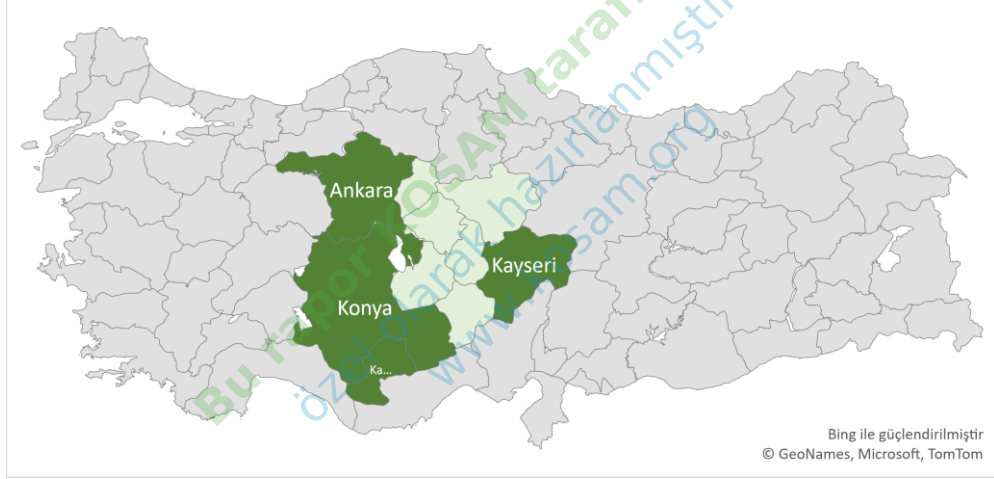 Ankara
Kayseri
Konya
Ka...
Bu rapor KOSAM tarafı
özel olarak hazırlanmıştır
www.kosam.org
Bing ile güçlendirilmiştir
© GeoNames, Microsoft, TomTom